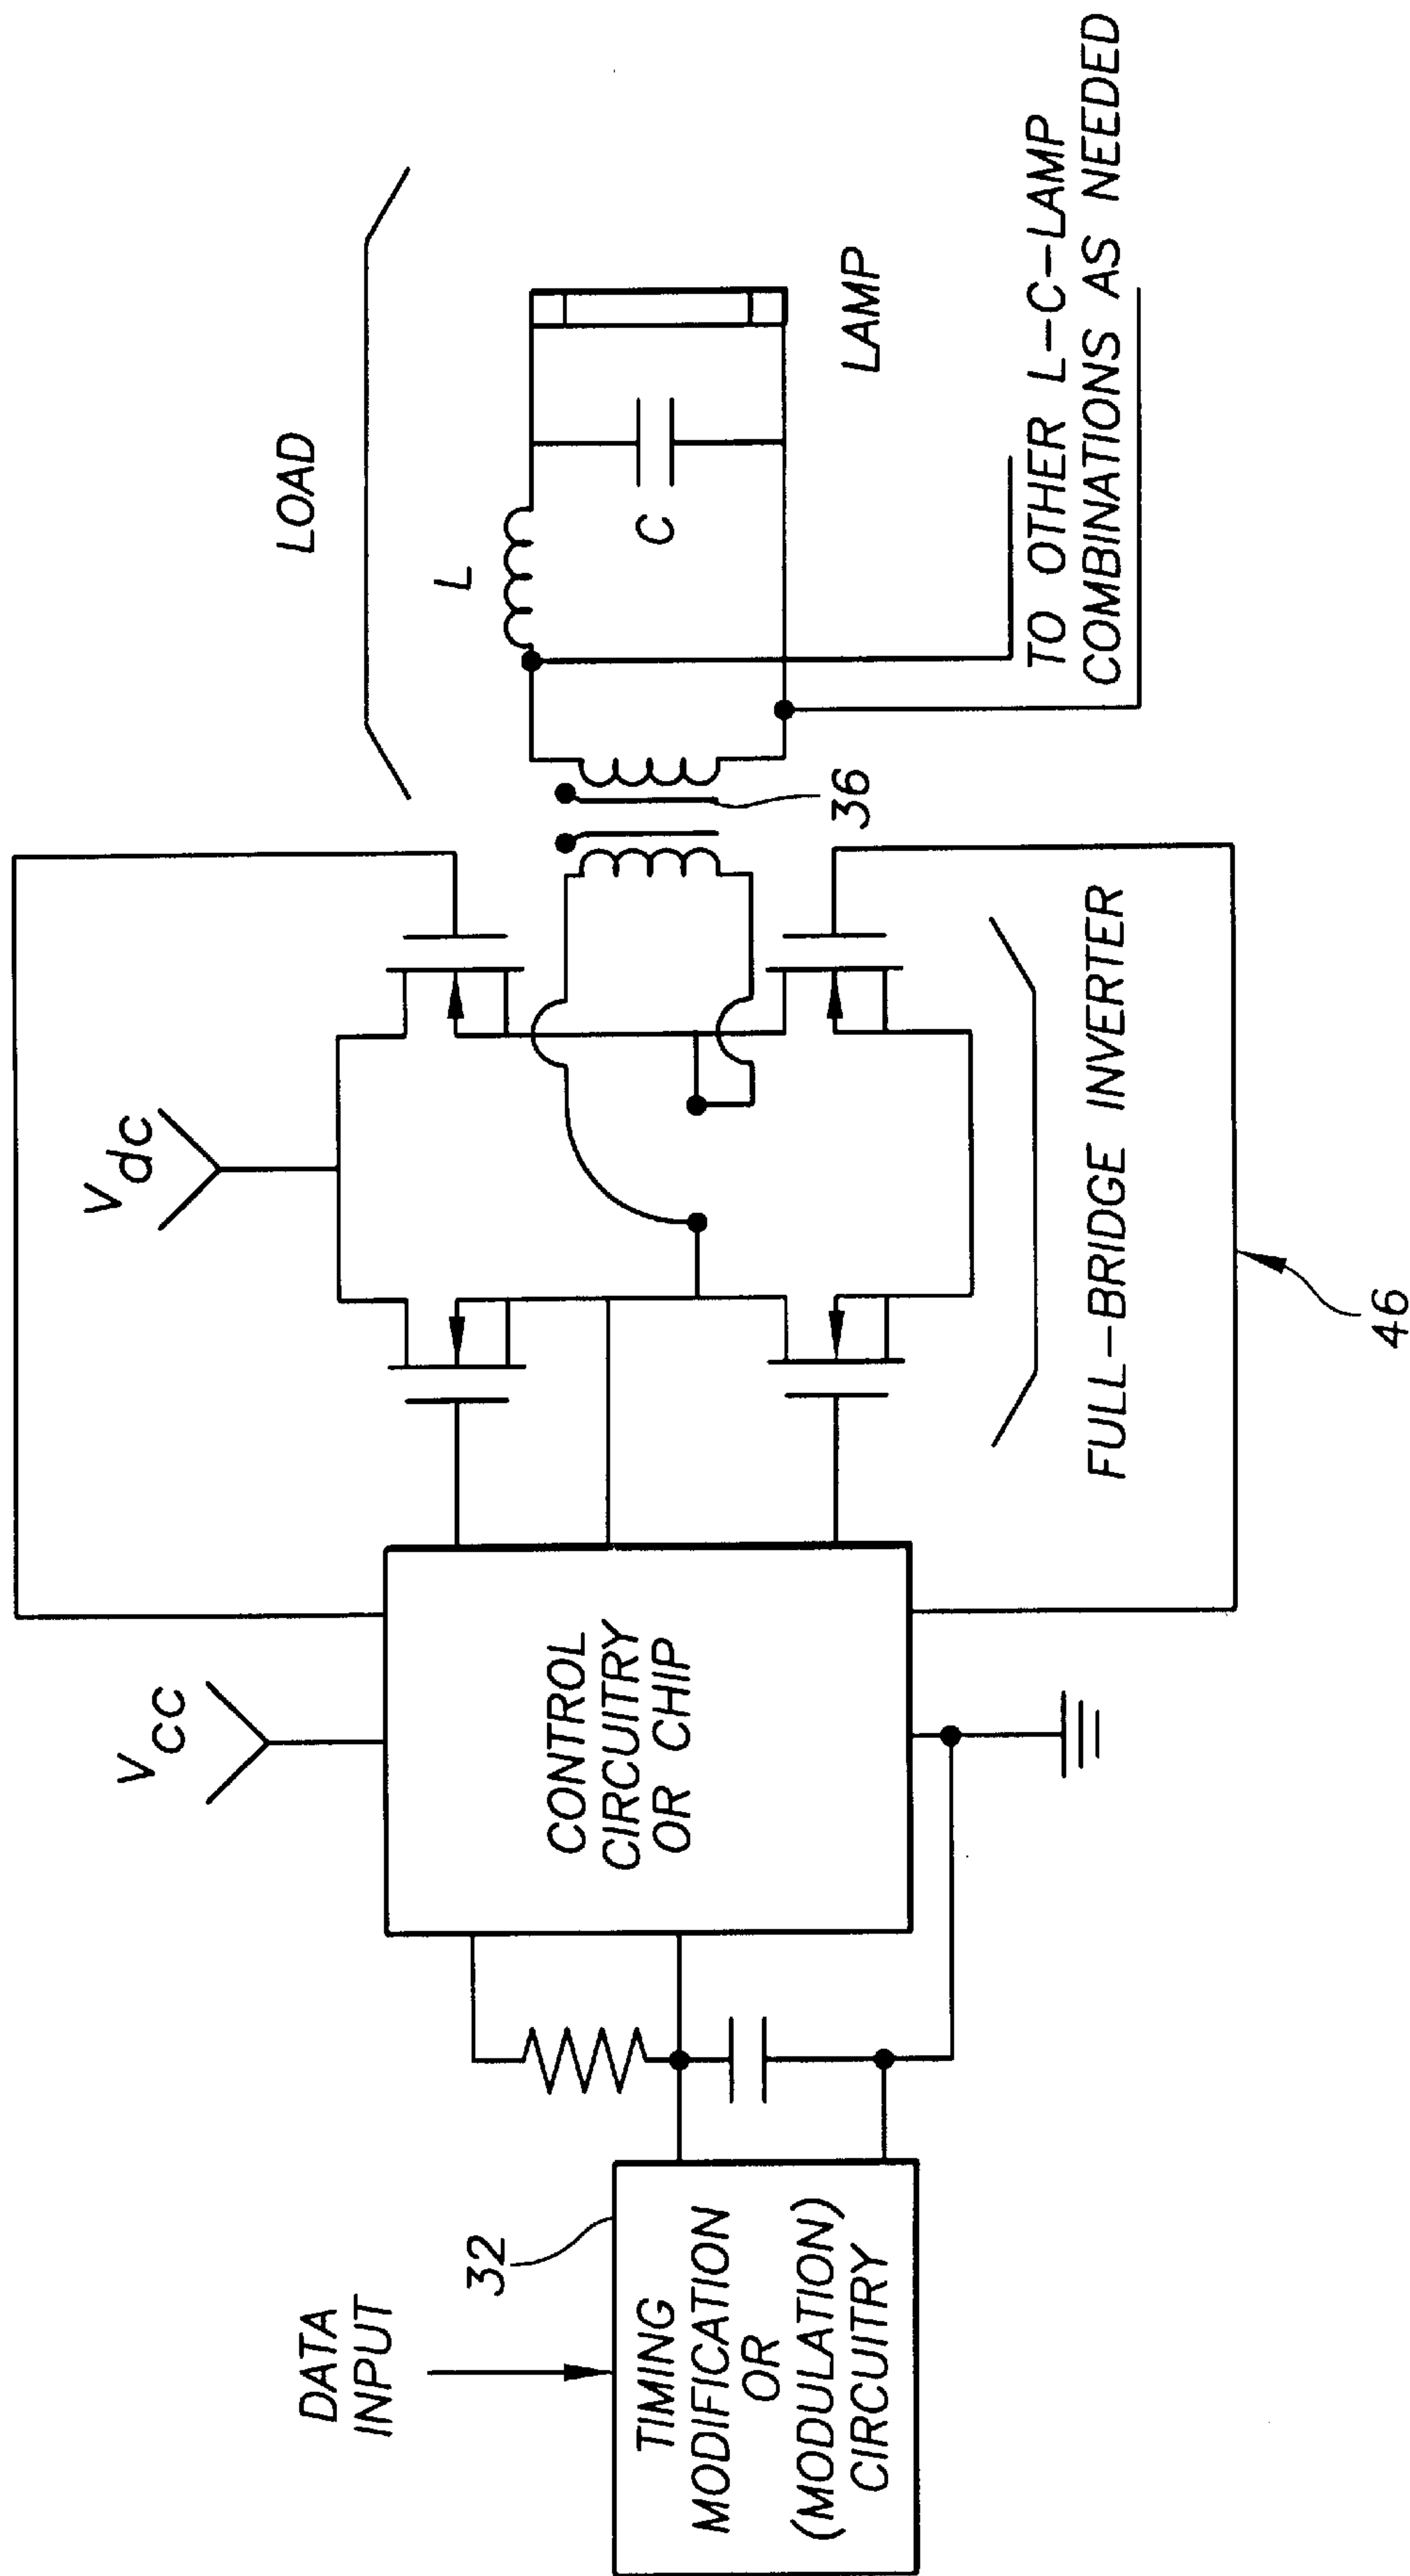 DATA
INPUT
32
TIMING
MODIFICATION
OR
(MODULATION)
CIRCUITRY
Vcc
CONTROL
CIRCUITRY
OR CHIP
Vdc
FULL-BRIDGE INVERTER
46
36
LOAD
L
C
LAMP
TO OTHER L-C-LAMP
COMBINATIONS AS NEEDED